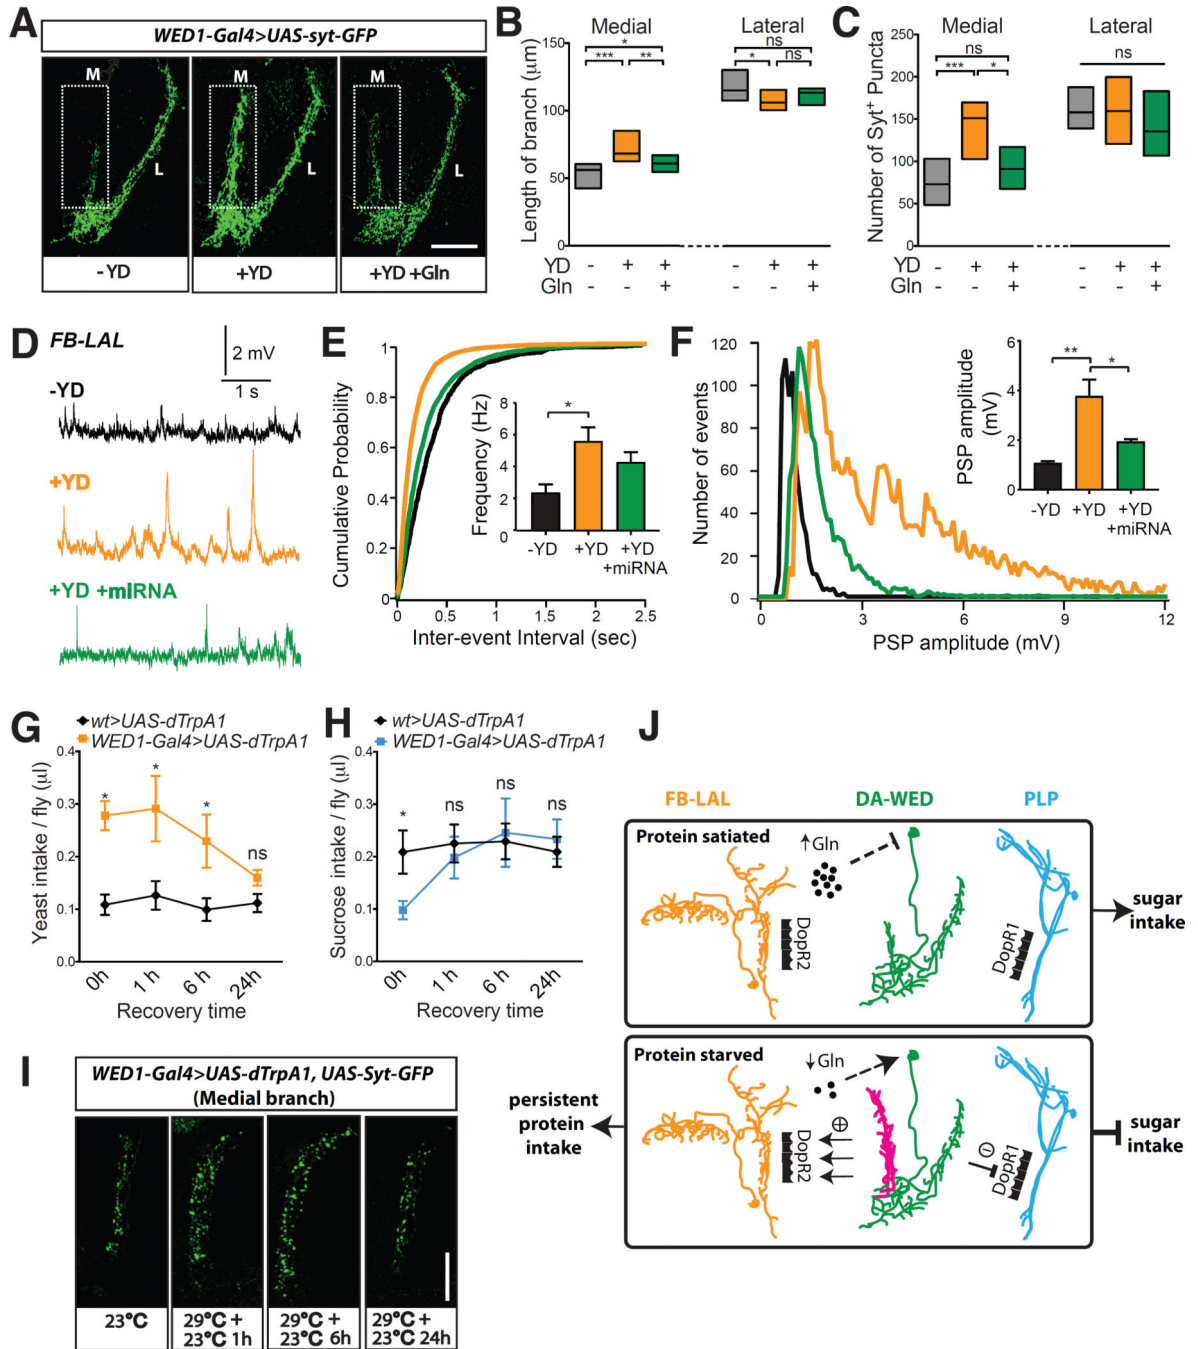 A
WED1-Gal4>UAS-syt-GFP
M
L
M
L
M
L
- YD
+YD
+YD +Gln
B
Medial
Lateral
Length of branch (μm)
150
100
50
0
*
***
**
ns
*
ns
YD - + + - + +
Gln - - + - - +
C
Medial
Lateral
Number of Syt+ Puncta
250
200
150
100
50
0
ns
***
*
ns
YD - + + - + +
Gln - - + - - +
D
FB-LAL
2 mV
1 s
-YD
+YD
+YD +miRNA
E
Cumulative Probability
1
0.8
0.6
0.4
0.2
0
0 0.5 1 1.5 2 2.5
Inter-event Interval (sec)
Frequency (Hz)
8
6
4
2
0
*
-YD
+YD
+YD
+miRNA
F
Number of events
120
100
80
60
40
20
0
0 3 6 9 12
PSP amplitude (mV)
PSP amplitude
(mV)
6
4
2
0
**
*
-YD
+YD
+YD
+miRNA
G
wt>UAS-dTrpA1
WED1-Gal4>UAS-dTrpA1
Yeast intake / fly (μl)
0.4
0.3
0.2
0.1
0.0
*
*
*
ns
0h 1 h 6 h 24h
Recovery time
H
wt>UAS-dTrpA1
WED1-Gal4>UAS-dTrpA1
Sucrose intake / fly (μl)
0.4
0.3
0.2
0.1
0.0
*
ns
ns
ns
0h 1 h 6 h 24h
Recovery time
I
WED1-Gal4>UAS-dTrpA1, UAS-Syt-GFP
(Medial branch)
23°C
29°C +
23°C 1h
29°C +
23°C 6h
29°C +
23°C 24h
J
FB-LAL
DA-WED
PLP
Protein satiated
↑Gln
DopR2
DopR1
sugar
intake
Protein starved
↓Gln
⊕
DopR2
⊖
DopR1
persistent
protein
intake
sugar
intake